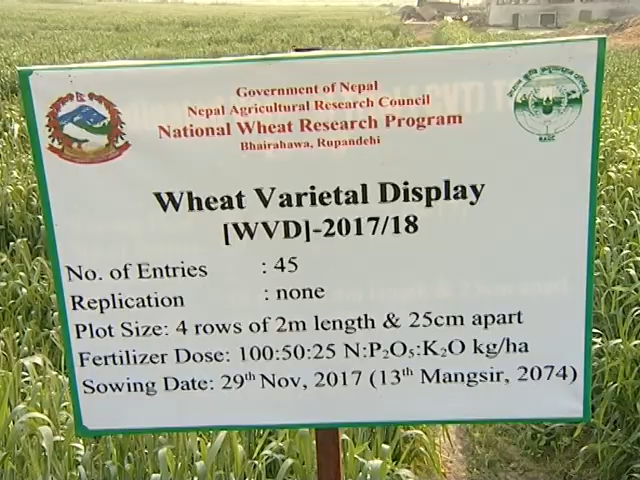 Government of Nepal
Nepal Agricultural Research Council
National Wheat Research Program
Bhairahawa, Rupandehi
Wheat Varietal Display
[WVD]-2017/18
No. of Entries : 45
Replication : none
Plot Size: 4 rows of 2m length & 25cm apart
Fertilizer Dose: 100:50:25 N:P₂O₅:K₂O kg/ha
Sowing Date: 29th Nov, 2017 (13th Mangsir, 2074)